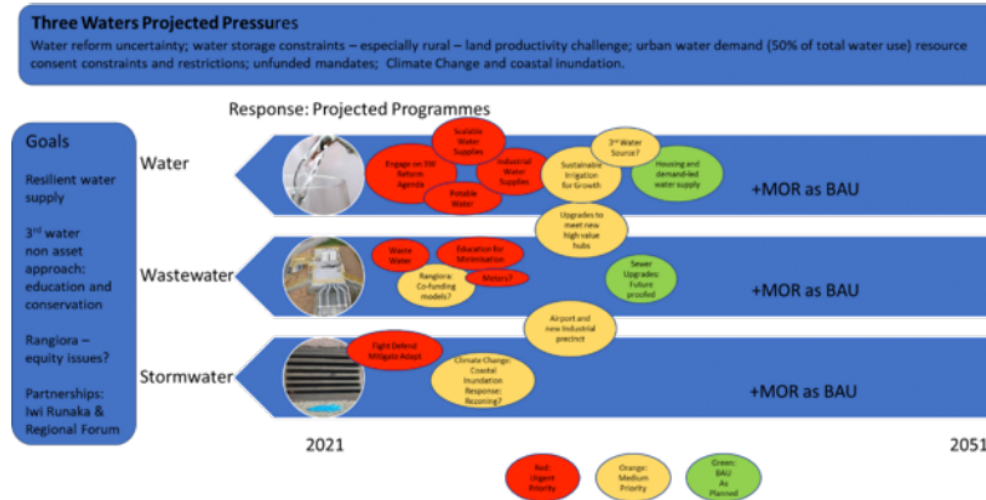 Three Waters Projected Pressures
Water reform uncertainty; water storage constraints – especially rural – land productivity challenge; urban water demand (50% of total water use) resource
consent constraints and restrictions; unfunded mandates; Climate Change and coastal inundation.
Response: Projected Programmes
Goals
Resilient water
supply
3rd water
non asset
approach:
education and
conservation
Rangiora –
equity issues?
Partnerships:
Iwi Runaka &
Regional Forum
Water
Engage on 3W
Reform
Agenda
Scalable
Water
Supplies
Potable
Water
Industrial
Water
Supplies
Sustainable
Irrigation
for Growth
3rd Water
Source?
Housing and
demand-led
water supply
+MOR as BAU
Upgrades to
meet new
high value
hubs
Wastewater
Waste
Water
Rangiora:
Co-funding
models?
Education for
Minimisation
Meters?
Sewer
Upgrades:
Future
proofed
+MOR as BAU
Airport and
new Industrial
precinct
Stormwater
Fight Defend
Mitigate Adapt
Climate Change:
Coastal
Inundation
Response:
Rezoning?
+MOR as BAU
2021
2051
Red:
Urgent
Priority
Orange:
Medium
Priority
Green:
BAU
As
Planned